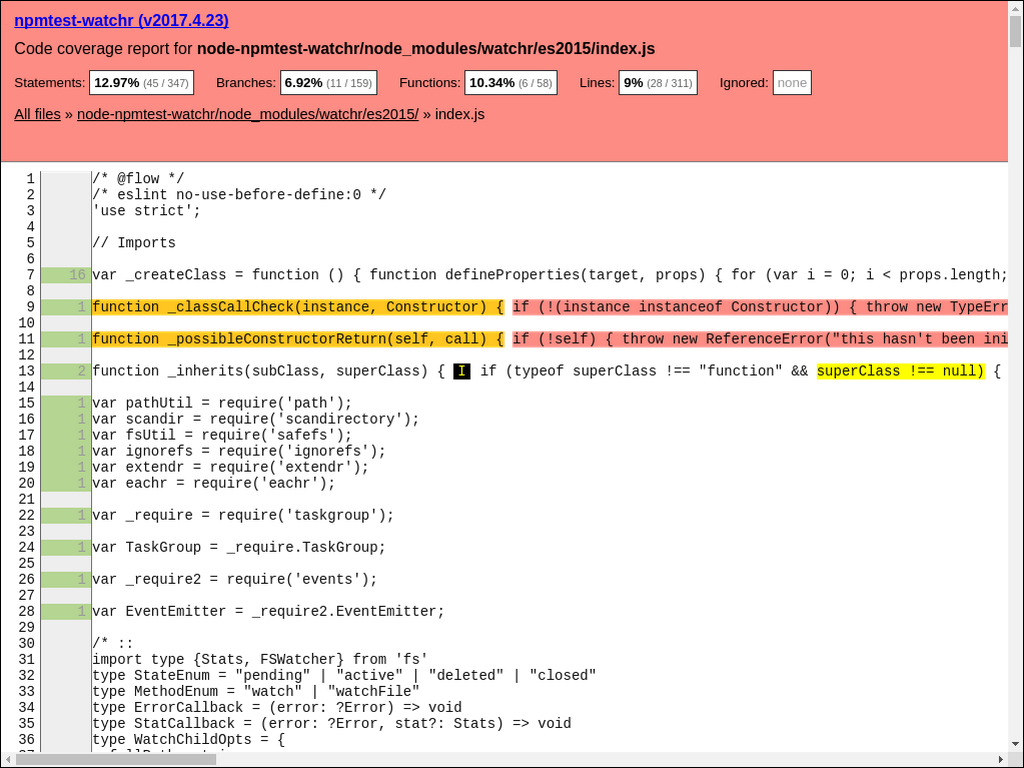 npmtest-watchr (v2017.4.23)
Code coverage report for node-npmtest-watchr/node_modules/watchr/es2015/index.js
Statements: 12.97% (45 / 347) Branches: 6.92% (11 / 159) Functions: 10.34% (6 / 58) Lines: 9% (28 / 311) Ignored: none
All files » node-npmtest-watchr/node_modules/watchr/es2015/ » index.js
1 /* @flow */
2 /* eslint no-use-before-define:0 */
3 'use strict';
4
5 // Imports
6
7 16 var _createClass = function () { function defineProperties(target, props) { for (var i = 0; i < props.length;
8
9 1 function _classCallCheck(instance, Constructor) { if (!(instance instanceof Constructor)) { throw new TypeErr
10
11 1 function _possibleConstructorReturn(self, call) { if (!self) { throw new ReferenceError("this hasn't been ini
12
13 2 function _inherits(subClass, superClass) { I if (typeof superClass !== "function" && superClass !== null) {
14
15 1 var pathUtil = require('path');
16 1 var scandir = require('scandirectory');
17 1 var fsUtil = require('safefs');
18 1 var ignorefs = require('ignorefs');
19 1 var extendr = require('extendr');
20 1 var eachr = require('eachr');
21
22 1 var _require = require('taskgroup');
23
24 1 var TaskGroup = _require.TaskGroup;
25
26 1 var _require2 = require('events');
27
28 1 var EventEmitter = _require2.EventEmitter;
29
30 /* ::
31 import type {Stats, FSWatcher} from 'fs'
32 type StateEnum = "pending" | "active" | "deleted" | "closed"
33 type MethodEnum = "watch" | "watchFile"
34 type ErrorCallback = (error: ?Error) => void
35 type StatCallback = (error: ?Error, stat?: Stats) => void
36 type WatchChildOpts = {